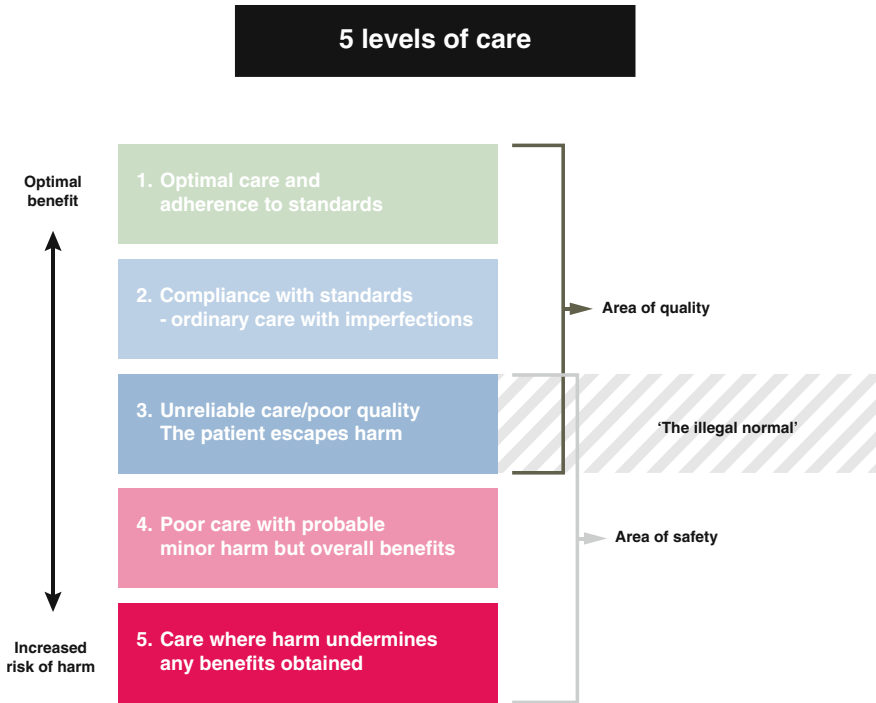 5 levels of care
Optimal
benefit
1. Optimal care and
adherence to standards
2. Compliance with standards
- ordinary care with imperfections
Area of quality
3. Unreliable care/poor quality
The patient escapes harm
‘The illegal normal’
4. Poor care with probable
minor harm but overall benefits
Area of safety
Increased
risk of harm
5. Care where harm undermines
any benefits obtained